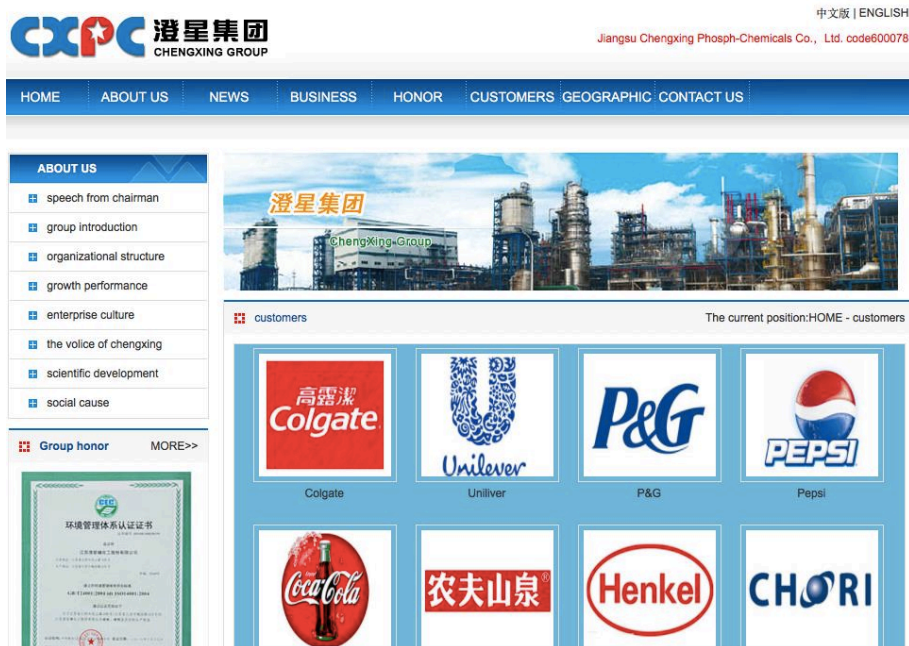 中文版 | ENGLISH
CXPC 澄星集团
CHENGXING GROUP
Jiangsu Chengxing Phosph-Chemicals Co., Ltd. code600078
HOME ABOUT US NEWS BUSINESS HONOR CUSTOMERS GEOGRAPHIC CONTACT US
ABOUT US
speech from chairman
group introduction
organizational structure
growth performance
enterprise culture
the volice of chengxing
scientific development
social cause
Group honor MORE>>
CEC
环境管理体系认证证书
澄星集团
ChengXing Group
customers The current position:HOME - customers
高露潔
Colgate
Unilever
P&G
PEPSI
Colgate Uniliver P&G Pepsi
Coca-Cola
农夫山泉®
Henkel
CHORI